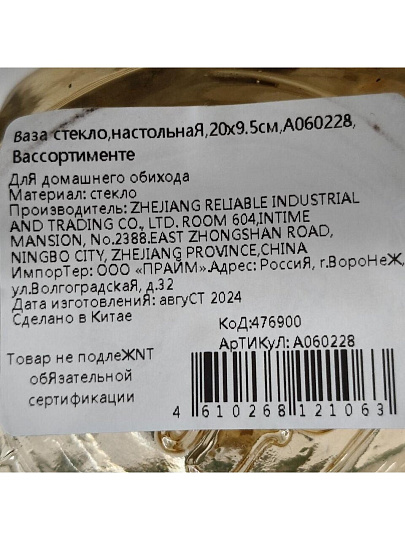 ваза стекло,настольнаЯ,20х9.5см,А060228,
Вассортименте
ДлЯ домашнего обихода
Материал: стекло
Производитель: ZHEJIANG RELIABLE INDUSTRIAL
AND TRADING CO., LTD. ROOM 604,INTIME
MANSION, No.2388.EAST ZHONGSHAN ROAD,
NINGBO CITY, ZHEJIANG PROVINCE,CHINA
ИмпорТер: ООО «ПРАЙМ».Адрес: РоссиЯ, г.ВороНеЖ,
ул.ВолгоградскаЯ, д.32
Дата изготовлениЯ: авгуСТ 2024
Сделано в Китае
КоД:476900
АрТИКуЛ: А060228
Товар не подлеЖNT
обЯзательной
сертификации
4 610268 121063